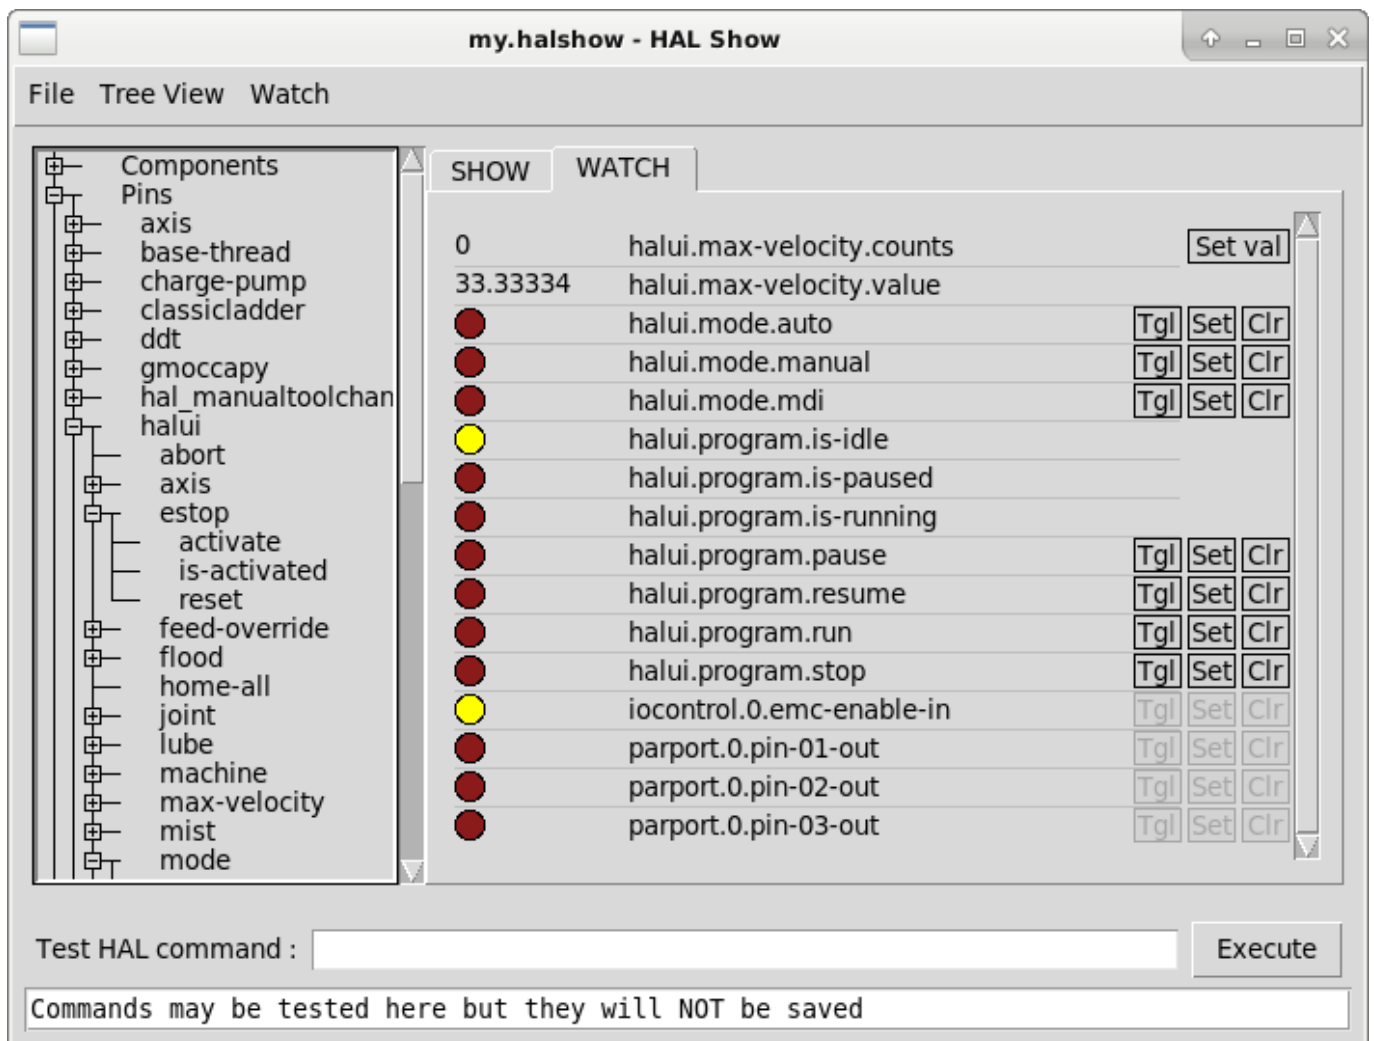 my.halshow - HAL Show
File Tree View Watch
Components
Pins
axis
base-thread
charge-pump
classicladder
ddt
gmoccapy
hal_manualtoolchan
halui
abort
axis
estop
activate
is-activated
reset
feed-override
flood
home-all
joint
lube
machine
max-velocity
mist
mode
SHOW WATCH
0 halui.max-velocity.counts Set val
33.33334 halui.max-velocity.value
halui.mode.auto Tgl Set Clr
halui.mode.manual Tgl Set Clr
halui.mode.mdi Tgl Set Clr
halui.program.is-idle
halui.program.is-paused
halui.program.is-running
halui.program.pause Tgl Set Clr
halui.program.resume Tgl Set Clr
halui.program.run Tgl Set Clr
halui.program.stop Tgl Set Clr
iocontrol.0.emc-enable-in Tgl Set Clr
parport.0.pin-01-out Tgl Set Clr
parport.0.pin-02-out Tgl Set Clr
parport.0.pin-03-out Tgl Set Clr
Test HAL command : Execute
Commands may be tested here but they will NOT be saved